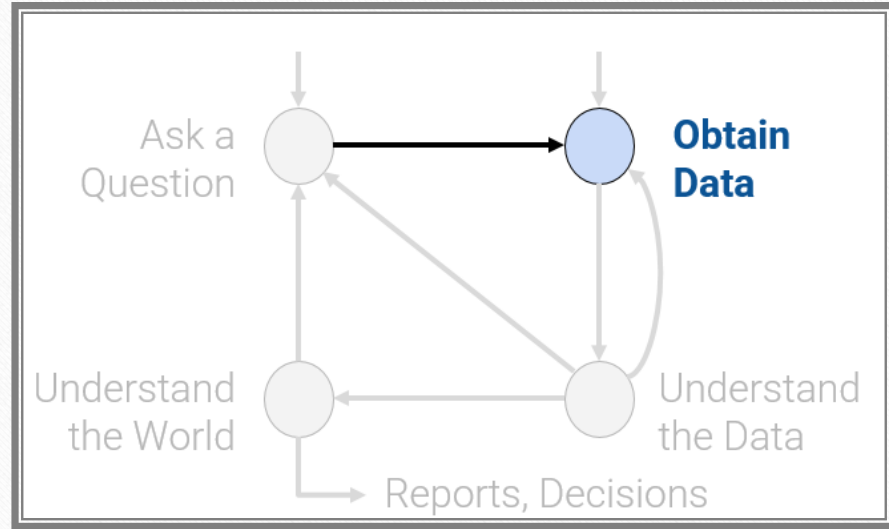 Ask a
Question
Obtain
Data
Understand
the World
Understand
the Data
Reports, Decisions